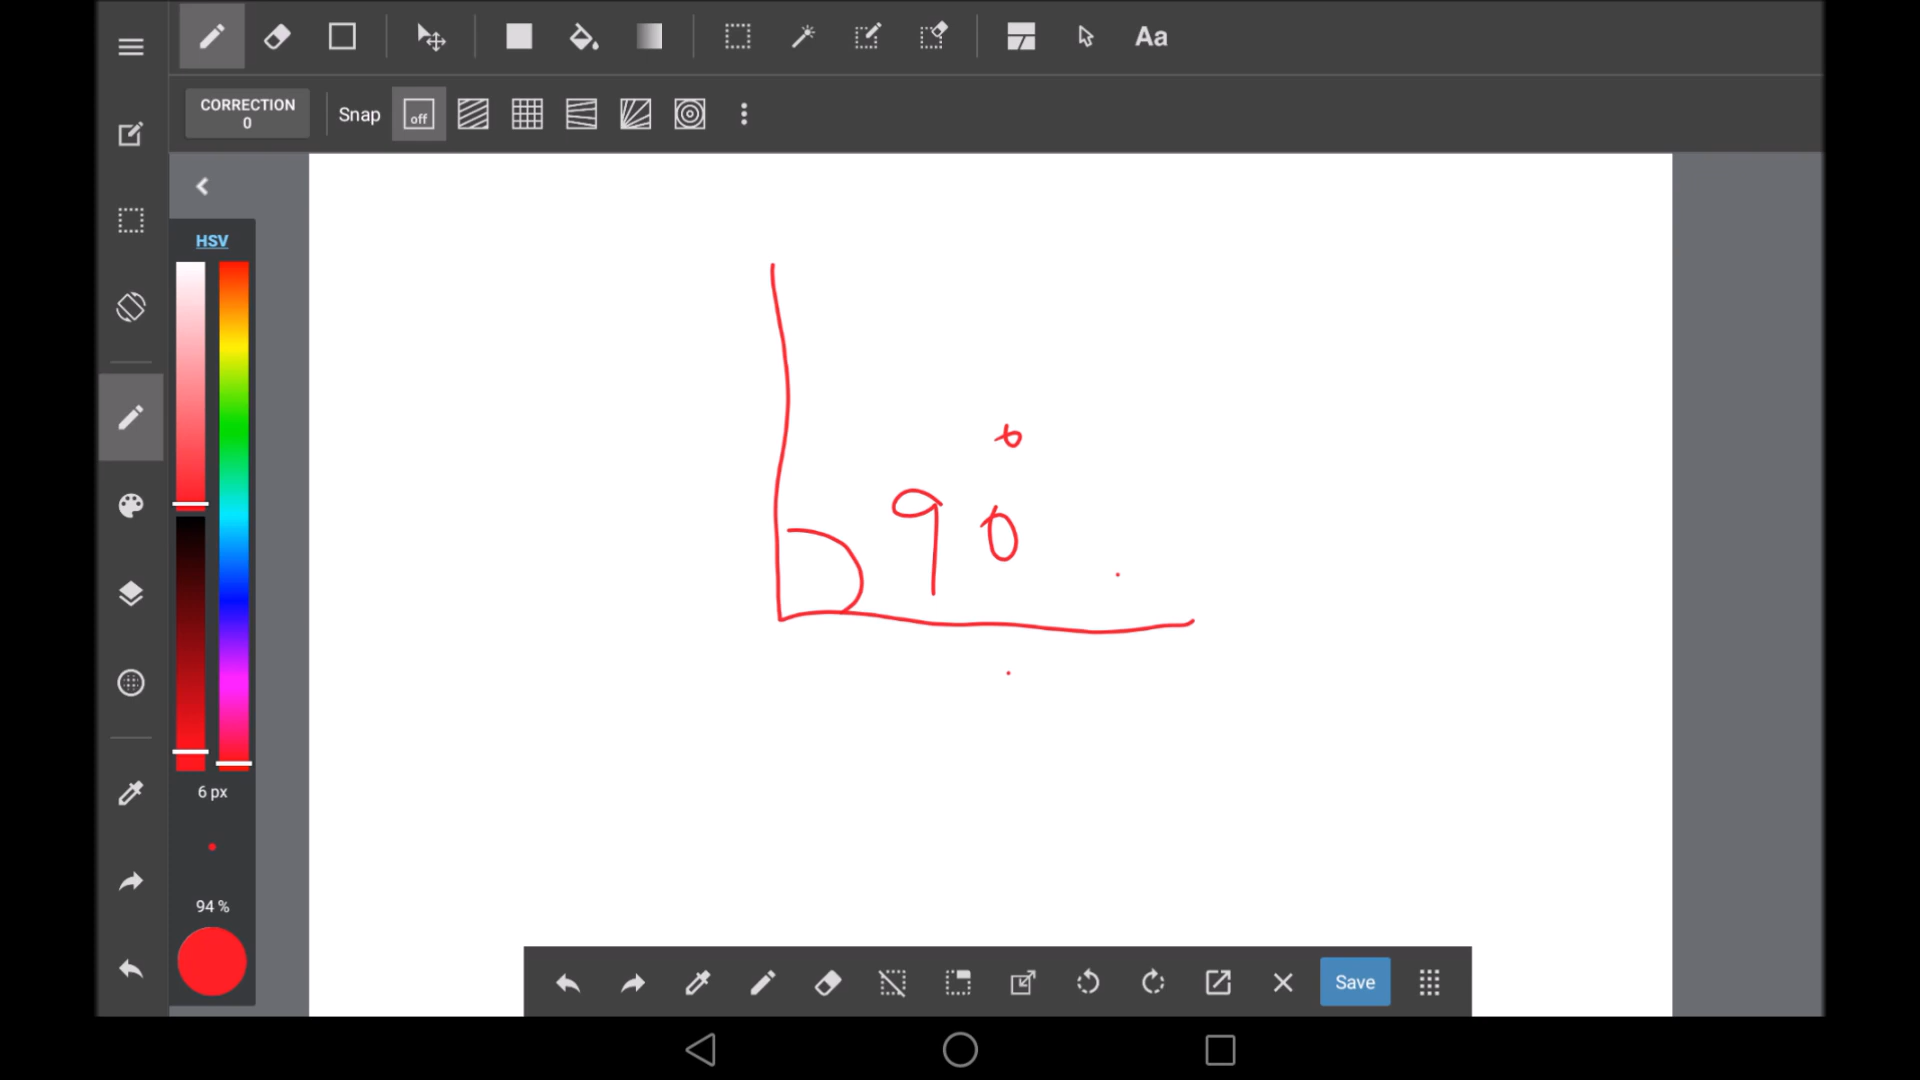 Aa
CORRECTION
0
Snap
off
HSV
90°
6 px
94 %
Save